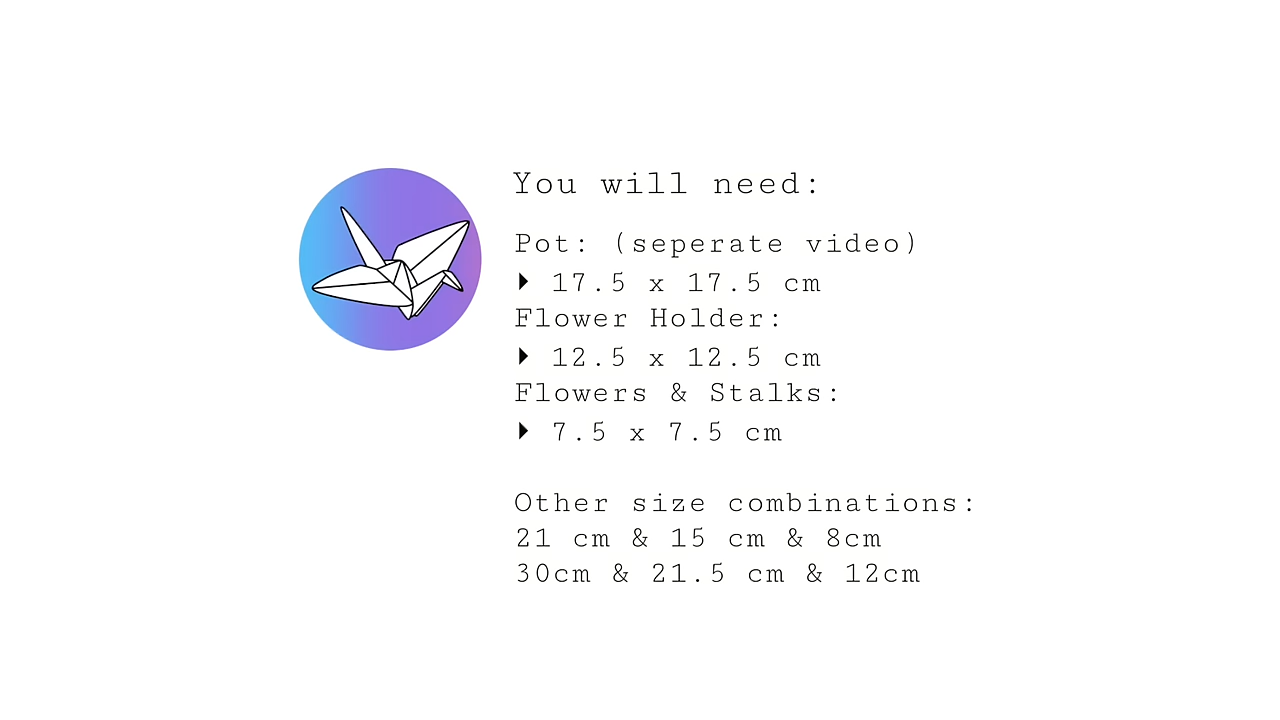 You will need:
Pot: (seperate video)
‣ 17.5 x 17.5 cm
Flower Holder:
‣ 12.5 x 12.5 cm
Flowers & Stalks:
‣ 7.5 x 7.5 cm
Other size combinations:
21 cm & 15 cm & 8cm
30cm & 21.5 cm & 12cm